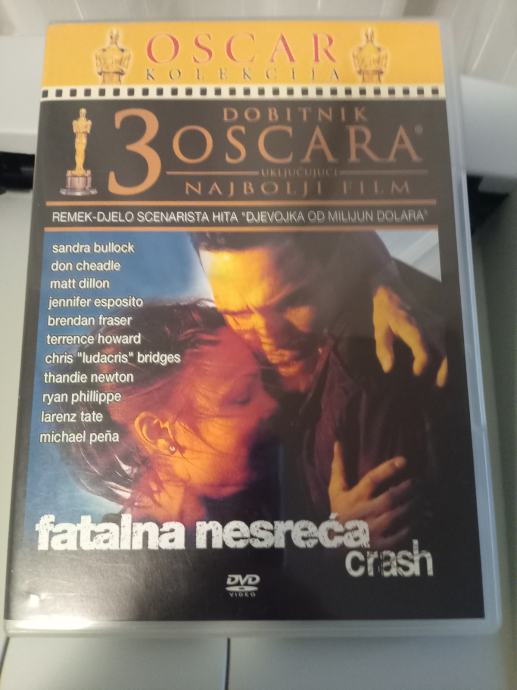 OSCAR
KOLEKCIJA
DOBITNIK
3 OSCARA®
UKLJUČUJUĆI
NAJBOLJI FILM
REMEK-DJELO SCENARISTA HITA "DJEVOJKA OD MILIJUN DOLARA"
sandra bullock
don cheadle
matt dillon
jennifer esposito
brendan fraser
terrence howard
chris "ludacris" bridges
thandie newton
ryan phillippe
larenz tate
michael peña
fatalna nesreća
crash
DVD
VIDEO